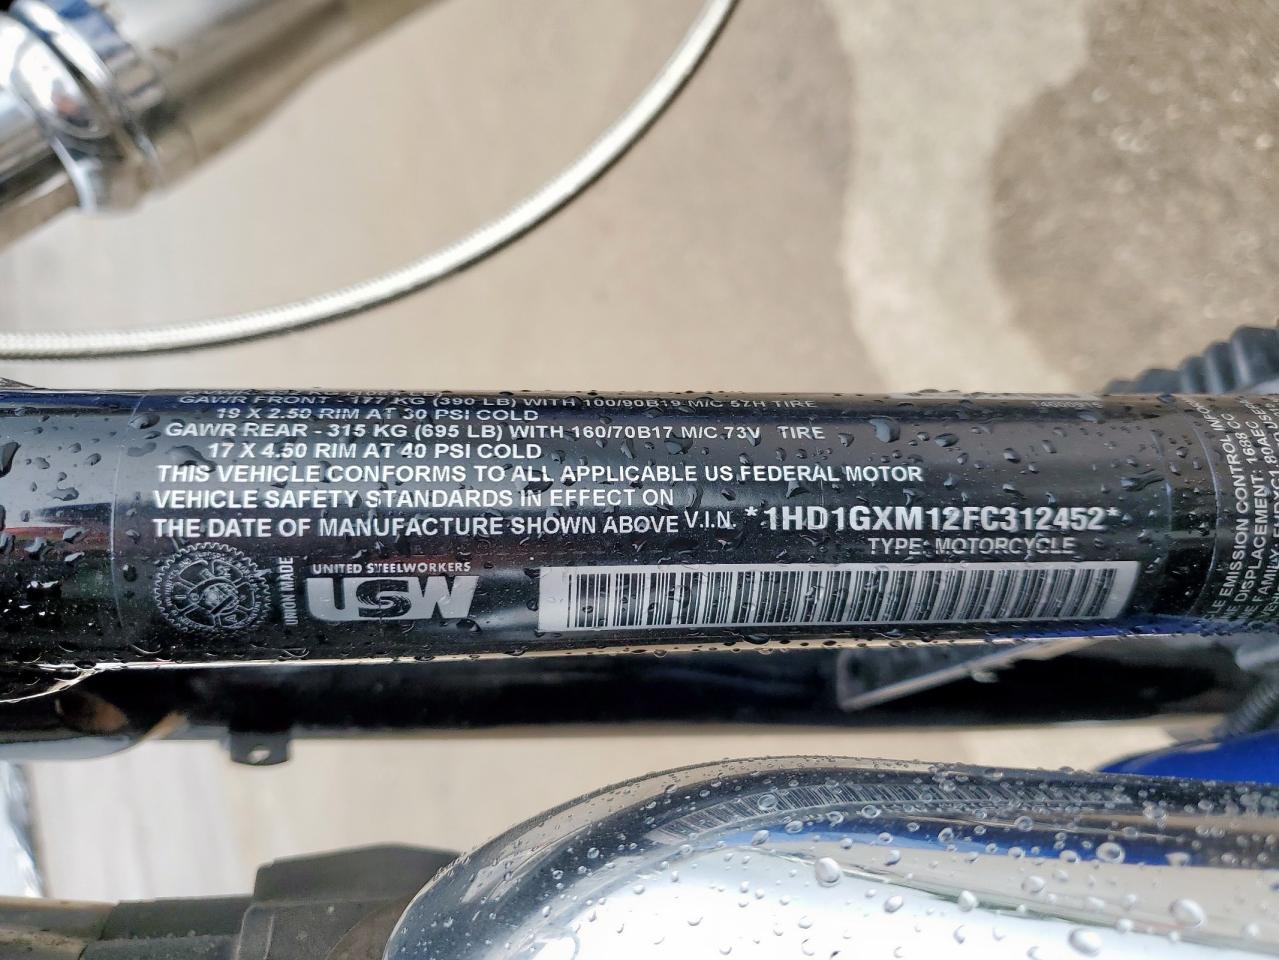 GAWR FRONT - 177 KG (390 LB) WITH 100/90B19 M/C 57H TIRE
19 X 2.50 RIM AT 30 PSI COLD
GAWR REAR - 315 KG (695 LB) WITH 160/70B17 M/C 73V TIRE
17 X 4.50 RIM AT 40 PSI COLD
THIS VEHICLE CONFORMS TO ALL APPLICABLE US FEDERAL MOTOR
VEHICLE SAFETY STANDARDS IN EFFECT ON
THE DATE OF MANUFACTURE SHOWN ABOVE V.I.N. *1HD1GXM12FC312452*
TYPE: MOTORCYCLE
UNION MADE
UNITED STEELWORKERS
USW
EMISSION CONTROL
DISPLACEMENT: 1688
FAMILY: